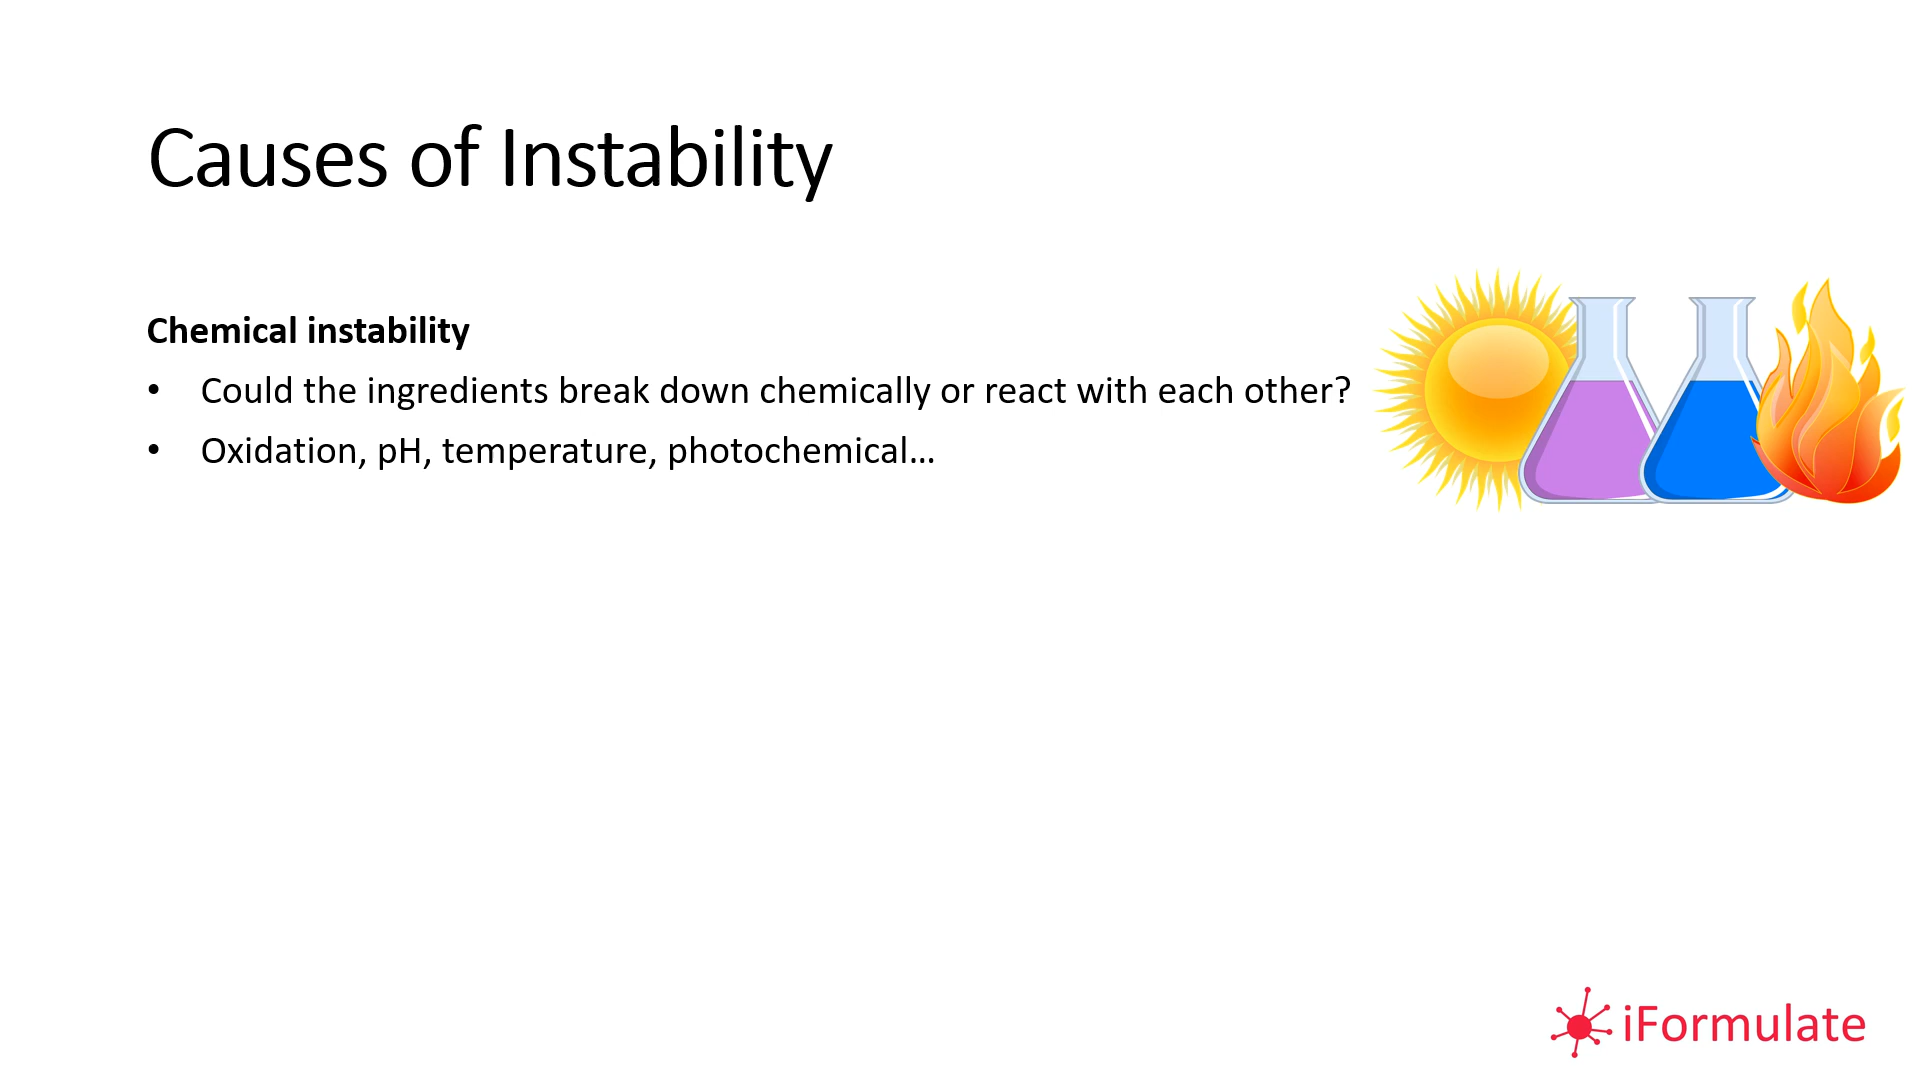 Causes of Instability
Chemical instability
• Could the ingredients break down chemically or react with each other?
• Oxidation, pH, temperature, photochemical…
iFormulate